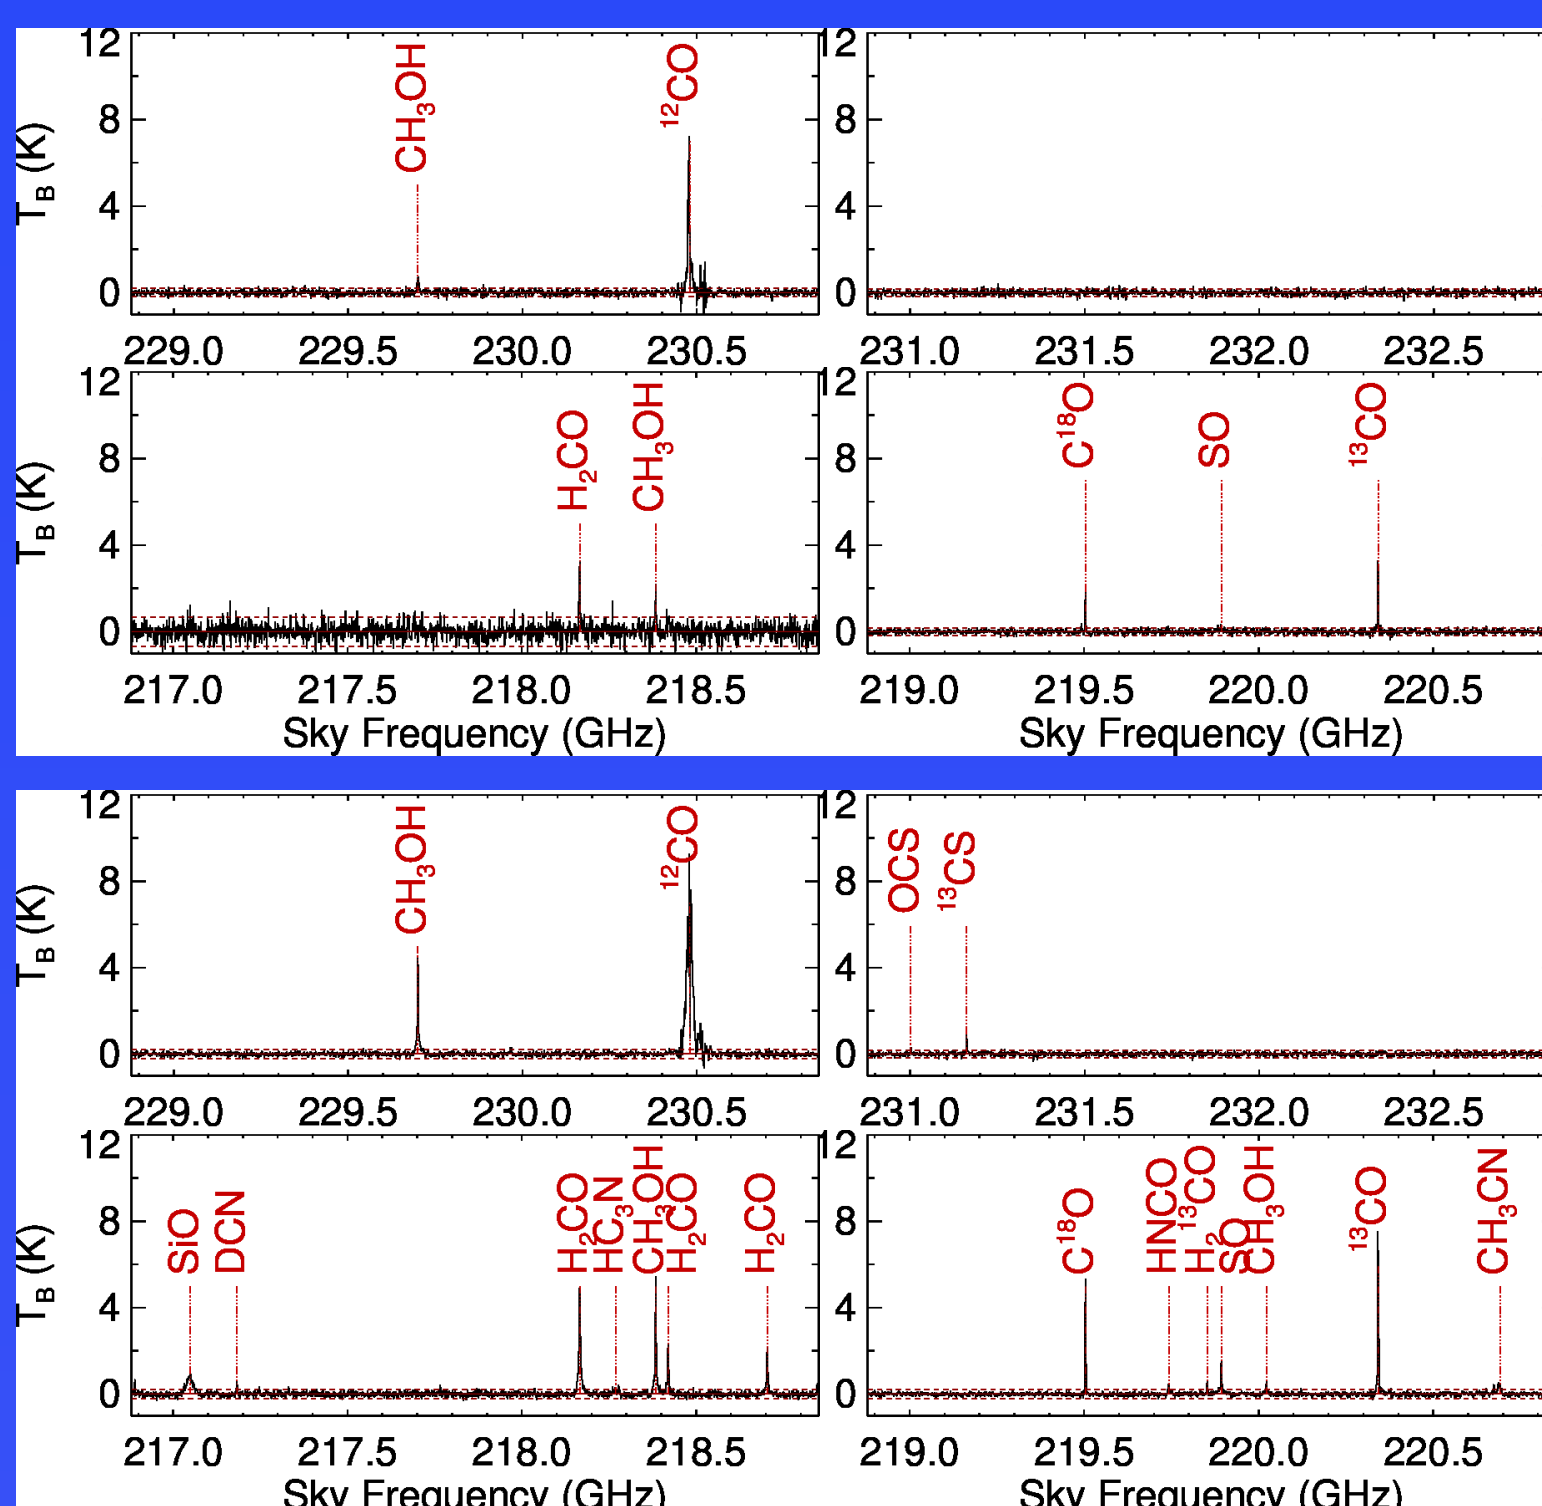 12 8 4 0 T_B (K) CH₃OH ¹²CO
229.0 229.5 230.0 230.5
12 8 4 0
231.0 231.5 232.0 232.5
12 8 4 0 T_B (K) H₂CO CH₃OH
217.0 217.5 218.0 218.5
Sky Frequency (GHz)
12 8 4 0 C¹⁸O SO ¹³CO
219.0 219.5 220.0 220.5
Sky Frequency (GHz)
12 8 4 0 T_B (K) CH₃OH ¹²CO
229.0 229.5 230.0 230.5
12 8 4 0 OCS ¹³CS
231.0 231.5 232.0 232.5
12 8 4 0 T_B (K) SiO DCN H₂CO HC₃N CH₃OH H₂CO H₂CO
217.0 217.5 218.0 218.5
Sky Frequency (GHz)
12 8 4 0 C¹⁸O HNCO H₂¹³CO SO CH₃OH ¹³CO CH₃CN
219.0 219.5 220.0 220.5
Sky Frequency (GHz)